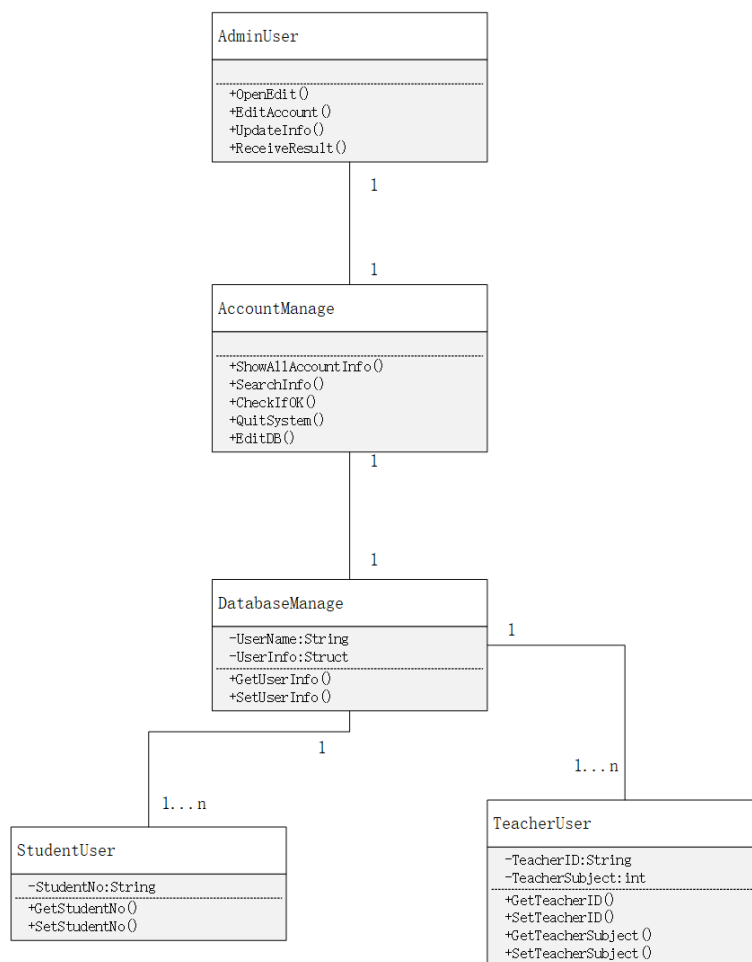 AdminUser
+OpenEdit()
+EditAccount()
+UpdateInfo()
+ReceiveResult()
1
1
AccountManage
+ShowAllAccountInfo()
+SearchInfo()
+CheckIfOK()
+QuitSystem()
+EditDB()
1
1
DatabaseManage
-UserName:String
-UserInfo:Struct
+GetUserInfo()
+SetUserInfo()
1
1
1...n
1...n
StudentUser
-StudentNo:String
+GetStudentNo()
+SetStudentNo()
TeacherUser
-TeacherID:String
-TeacherSubject:int
+GetTeacherID()
+SetTeacherID()
+GetTeacherSubject()
+SetTeacherSubject()